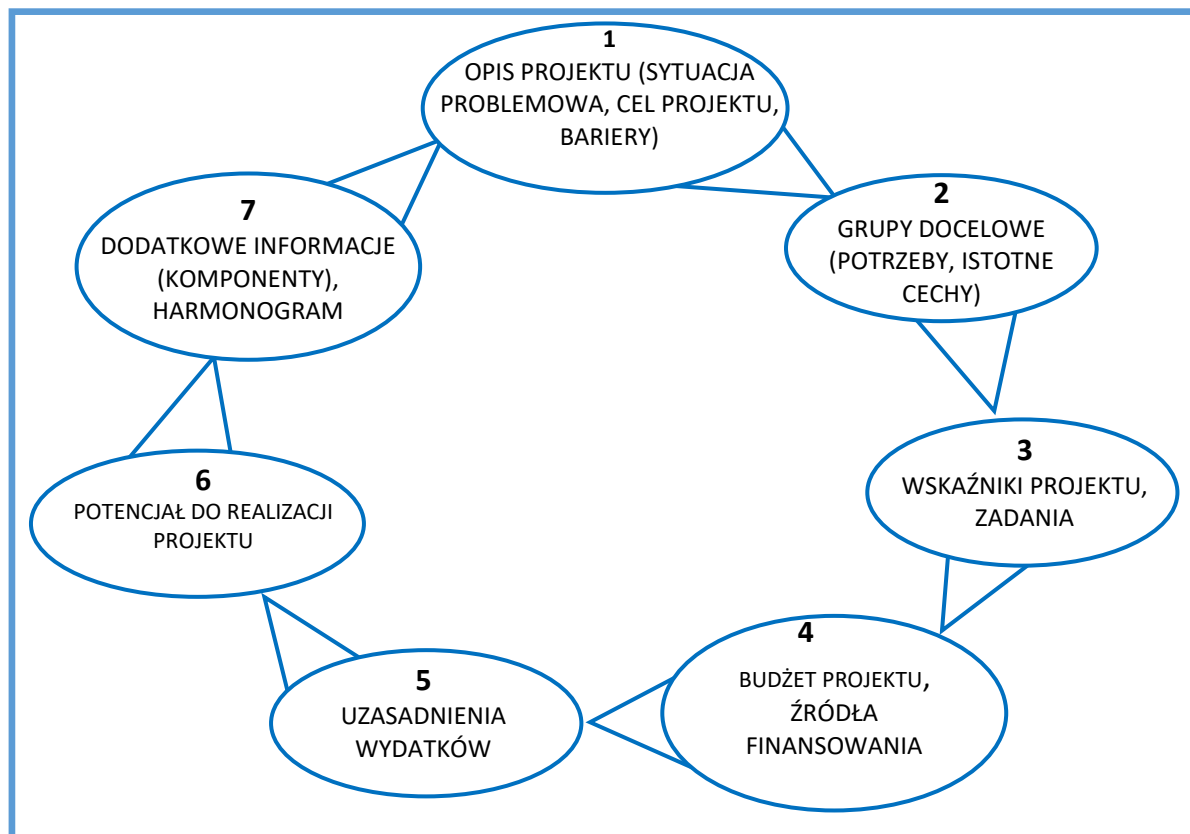 1
OPIS PROJEKTU (SYTUACJA
PROBLEMOWA, CEL PROJEKTU,
BARIERY)
2
GRUPY DOCELOWE
(POTRZEBY, ISTOTNE
CECHY)
3
WSKAŹNIKI PROJEKTU,
ZADANIA
4
BUDŻET PROJEKTU,
ŹRÓDŁA
FINANSOWANIA
5
UZASADNIENIA
WYDATKÓW
6
POTENCJAŁ DO REALIZACJI
PROJEKTU
7
DODATKOWE INFORMACJE
(KOMPONENTY),
HARMONOGRAM